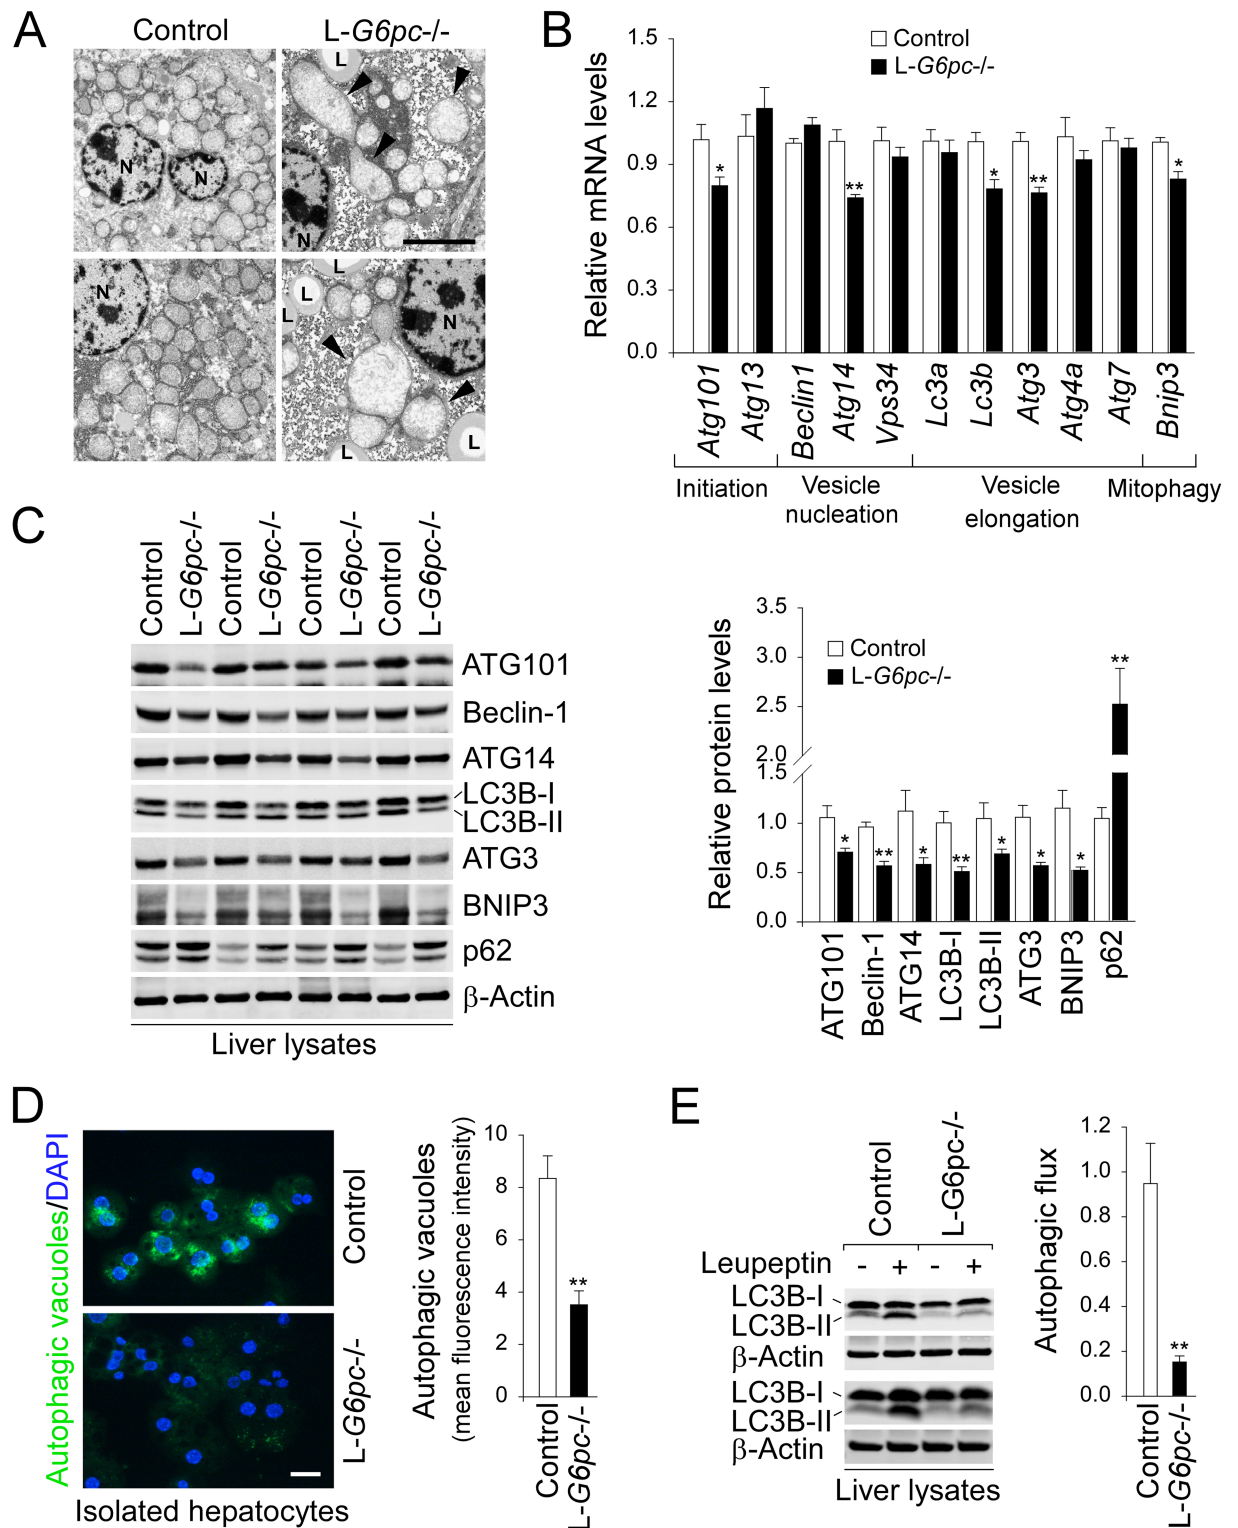 A
Control
L-G6pc-/-
N
N
L
N
N
L
L
L
N
L
L
B
Control
L-G6pc-/-
Relative mRNA levels
1.5
1.2
0.9
0.6
0.3
0.0
*
**
*
**
*
Atg101
Atg13
Beclin1
Atg14
Vps34
Lc3a
Lc3b
Atg3
Atg4a
Atg7
Bnip3
Initiation
Vesicle
nucleation
Vesicle
elongation
Mitophagy
C
Control
L-G6pc-/-
Control
L-G6pc-/-
Control
L-G6pc-/-
Control
L-G6pc-/-
ATG101
Beclin-1
ATG14
LC3B-I
LC3B-II
ATG3
BNIP3
p62
β-Actin
Liver lysates
Relative protein levels
3.5
3.0
2.5
2.0
1.5
1.0
0.5
0.0
Control
L-G6pc-/-
*
**
*
**
*
*
*
**
ATG101
Beclin-1
ATG14
LC3B-I
LC3B-II
ATG3
BNIP3
p62
D
Autophagic vacuoles/DAPI
Control
L-G6pc-/-
Isolated hepatocytes
Autophagic vacuoles
(mean fluorescence intensity)
10
8
6
4
2
0
**
Control
L-G6pc-/-
E
Control
L-G6pc-/-
Leupeptin
- + - +
LC3B-I
LC3B-II
β-Actin
LC3B-I
LC3B-II
β-Actin
Liver lysates
Autophagic flux
1.2
1.0
0.8
0.6
0.4
0.2
0.0
**
Control
L-G6pc-/-